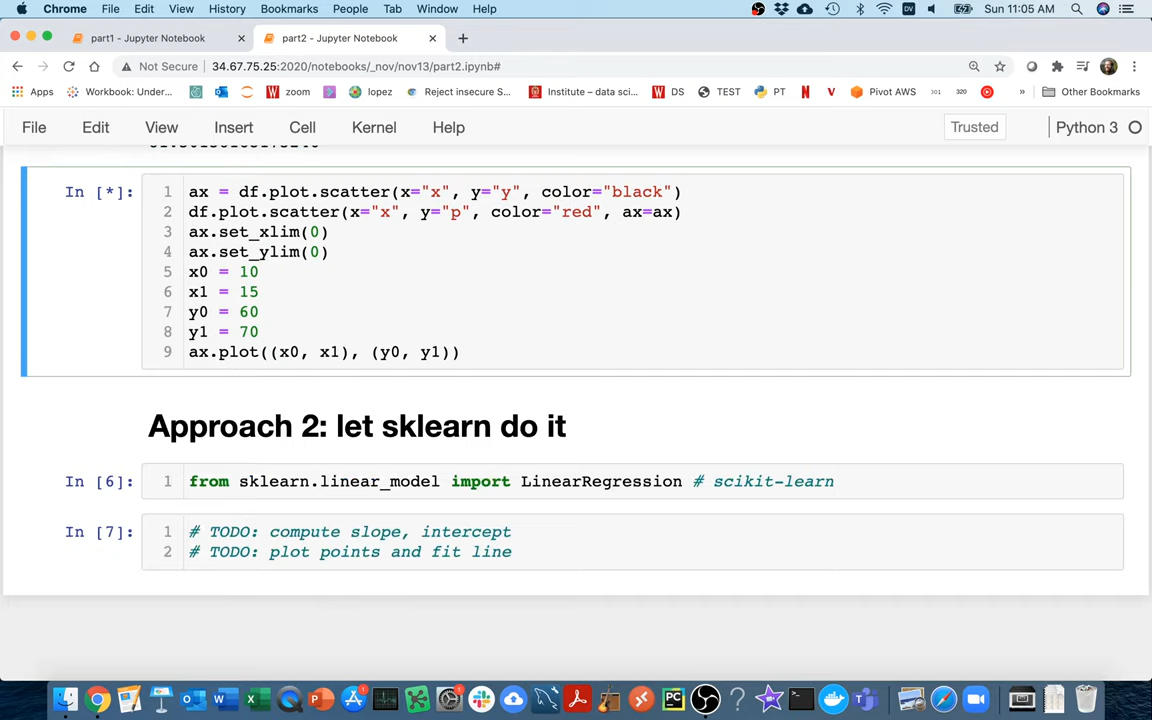 Chrome File Edit View History Bookmarks People Tab Window Help Sun 11:05 AM
part1 - Jupyter Notebook part2 - Jupyter Notebook
Not Secure 34.67.75.25:2020/notebooks/_nov/nov13/part2.ipynb#
Apps Workbook: Under... zoom lopez Reject insecure S... Institute – data sci... DS TEST PT Pivot AWS Other Bookmarks
File Edit View Insert Cell Kernel Help Trusted Python 3
In [*]:
1 ax = df.plot.scatter(x="x", y="y", color="black")
2 df.plot.scatter(x="x", y="p", color="red", ax=ax)
3 ax.set_xlim(0)
4 ax.set_ylim(0)
5 x0 = 10
6 x1 = 15
7 y0 = 60
8 y1 = 70
9 ax.plot((x0, x1), (y0, y1))
Approach 2: let sklearn do it
In [6]: 1 from sklearn.linear_model import LinearRegression # scikit-learn
In [7]: 1 # TODO: compute slope, intercept
2 # TODO: plot points and fit line